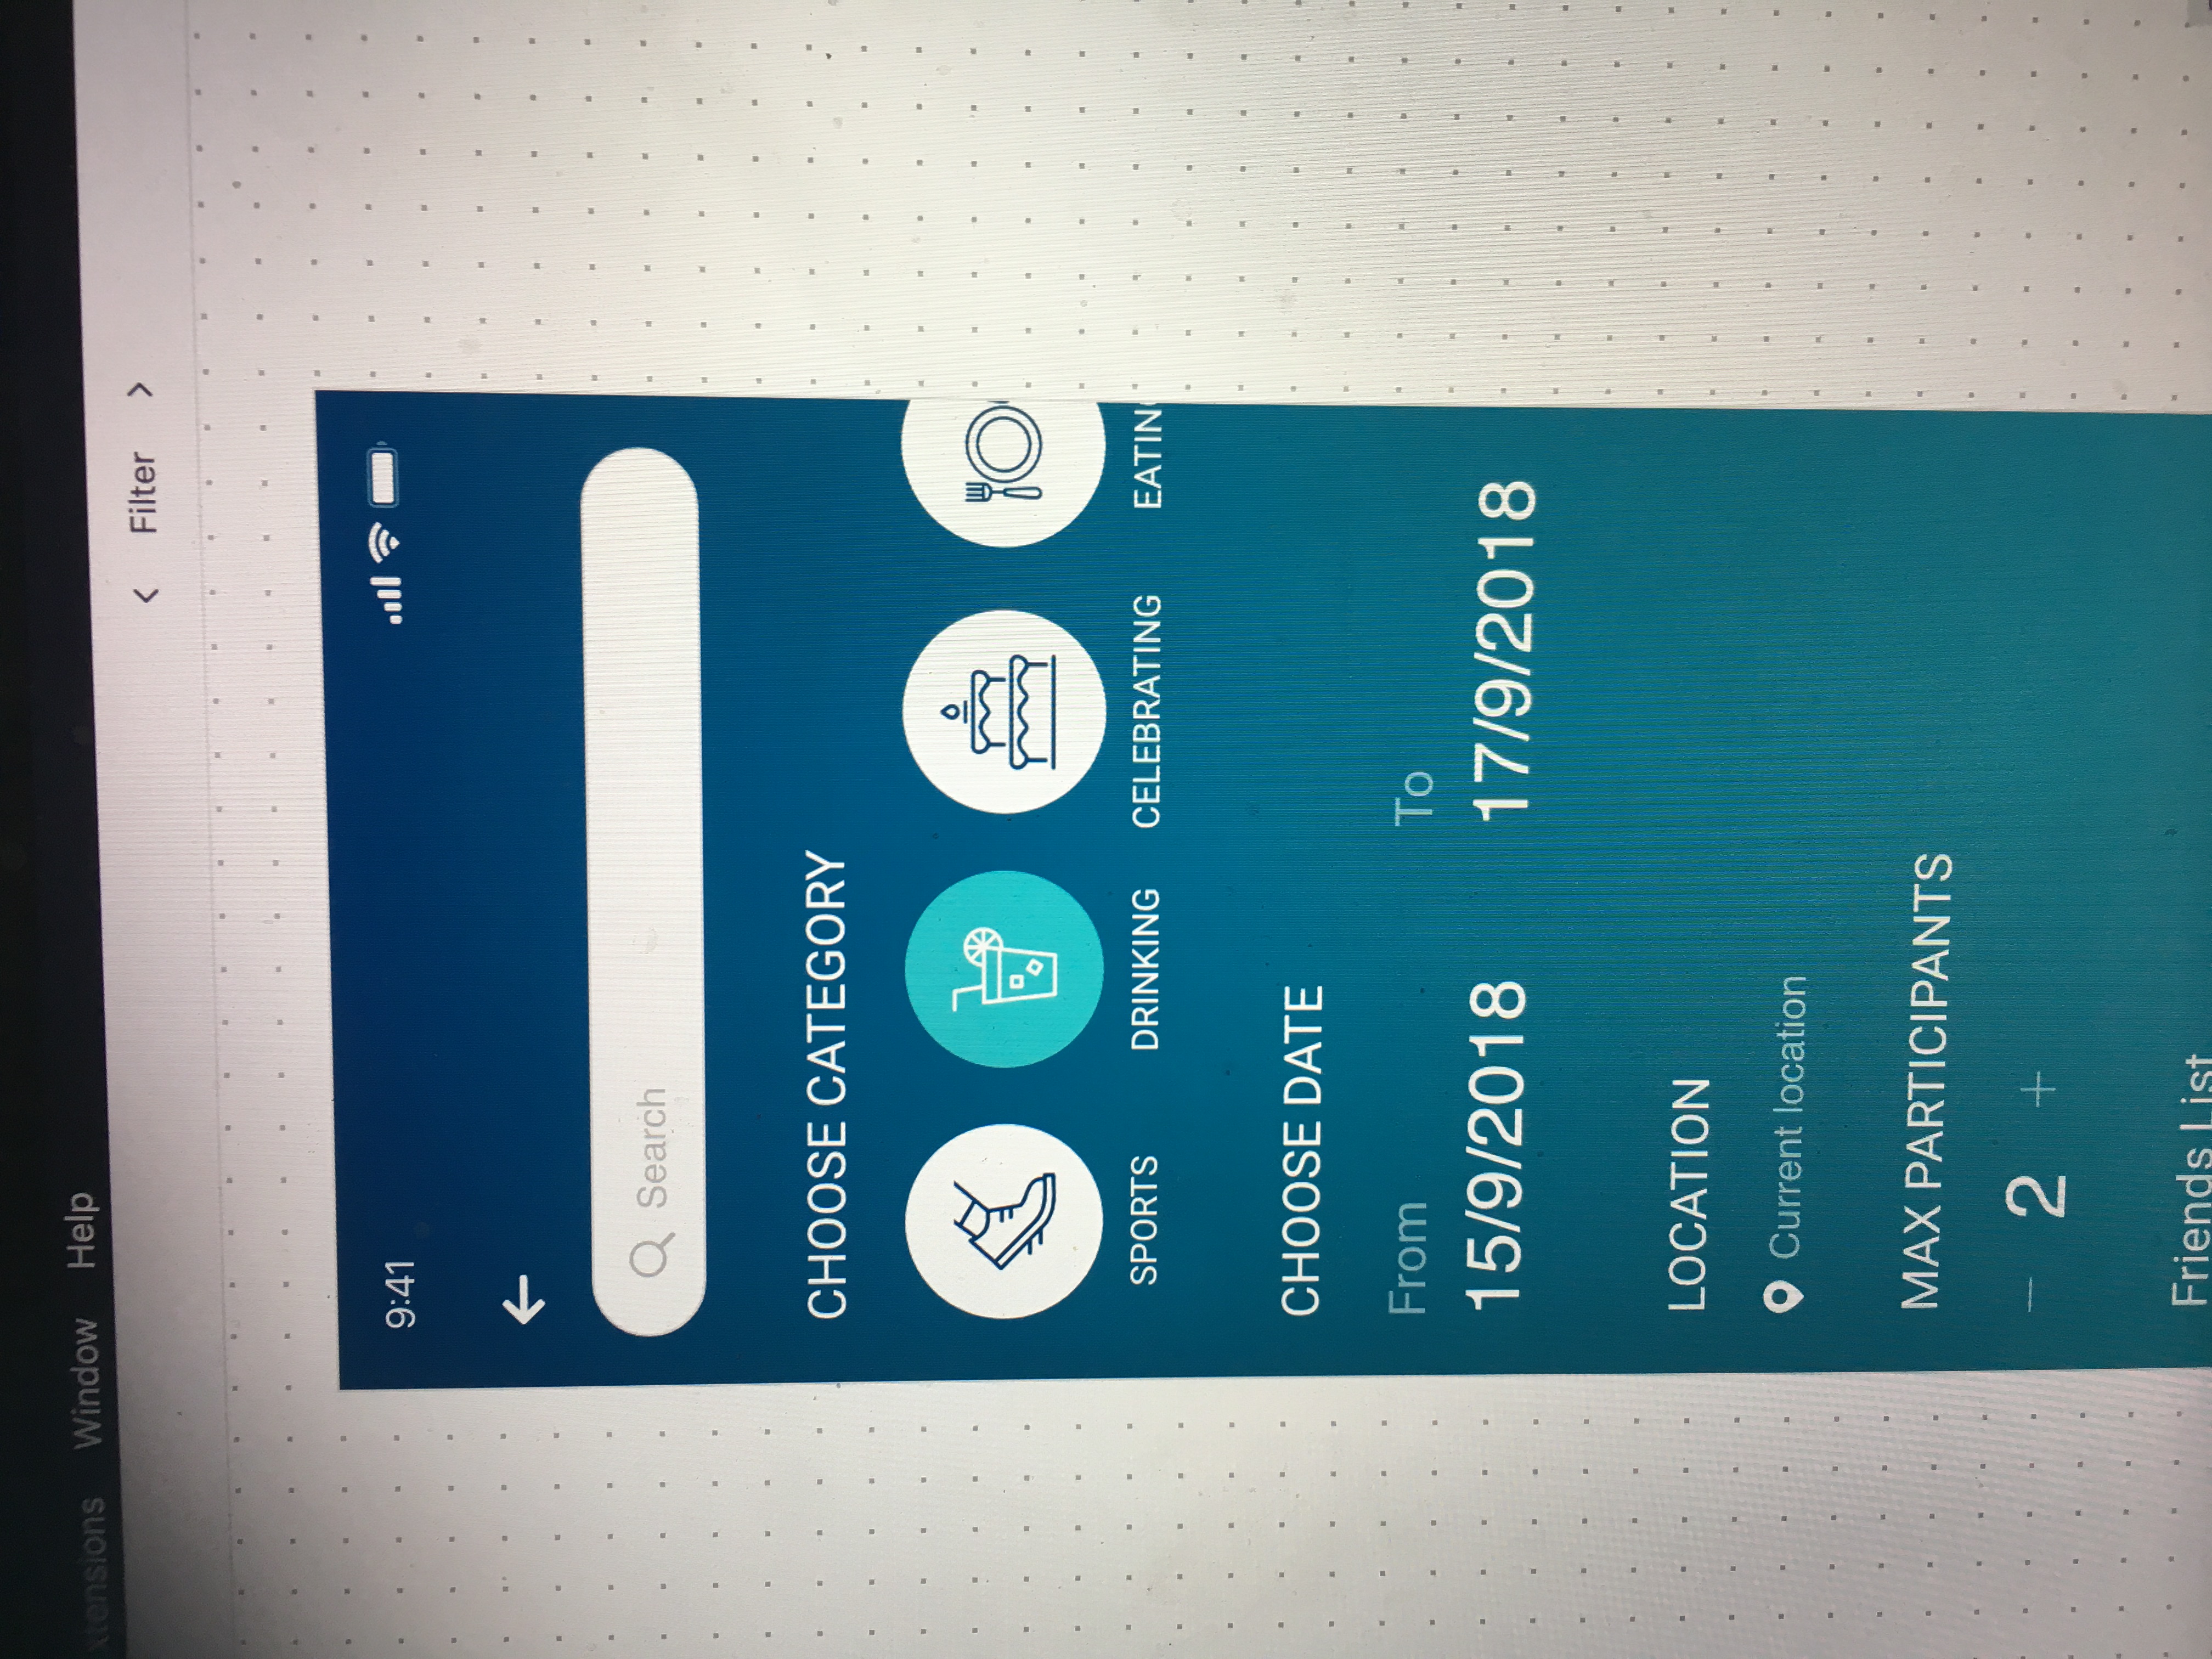 xtensions Window Help
< Filter >
9:41
Search
CHOOSE CATEGORY
SPORTS DRINKING CELEBRATING EATIN
CHOOSE DATE
From To
15/9/2018 17/9/2018
LOCATION
Current location
MAX PARTICIPANTS
− 2 +
Friends List